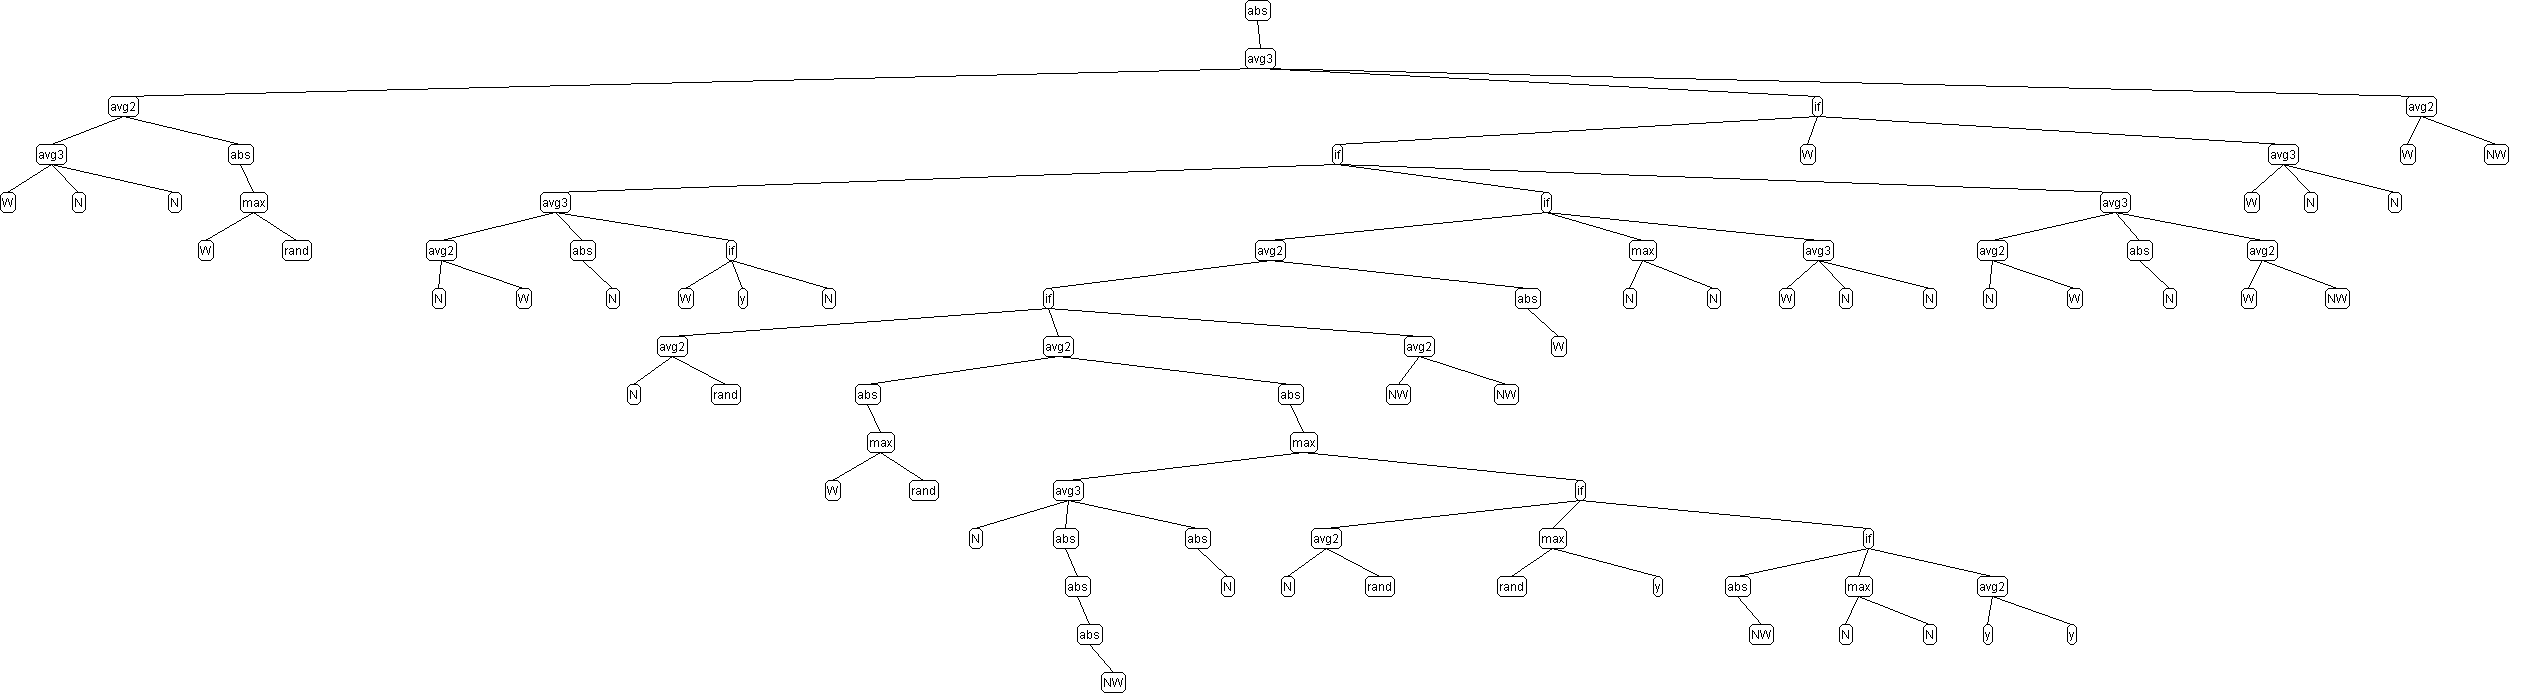 abs
avg3
avg2 if avg2
avg3 abs if W avg3 W NW
W N N max avg3 if avg3 W N N
W rand avg2 abs if avg2 max avg3 avg2 abs avg2
N W N W y N if abs N N W N N N W N W NW
avg2 avg2 avg2 W
N rand abs abs NW NW
max max
W rand avg3 if
N abs abs avg2 max if
abs N N rand rand y abs max avg2
abs NW N N y y
NW